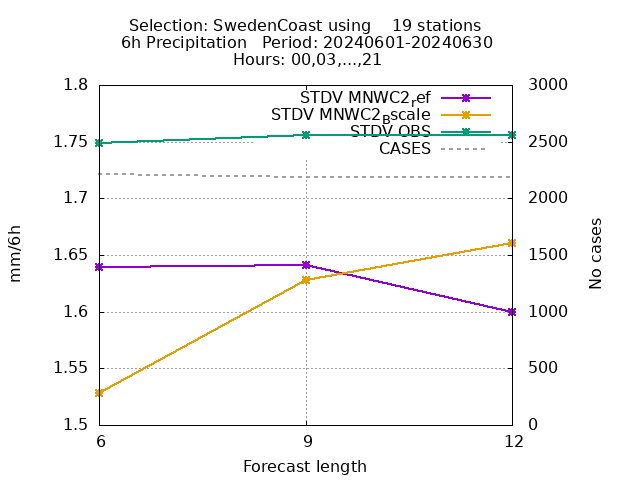 Selection: SwedenCoast using 19 stations
6h Precipitation Period: 20240601-20240630
Hours: 00,03,...,21
1.8
1.75
1.7
1.65
1.6
1.55
1.5
3000
2500
2000
1500
1000
500
0
STDV MNWC2_ref
STDV MNWC2_Bscale
STDV OBS
CASES
mm/6h
No cases
6
9
12
Forecast length